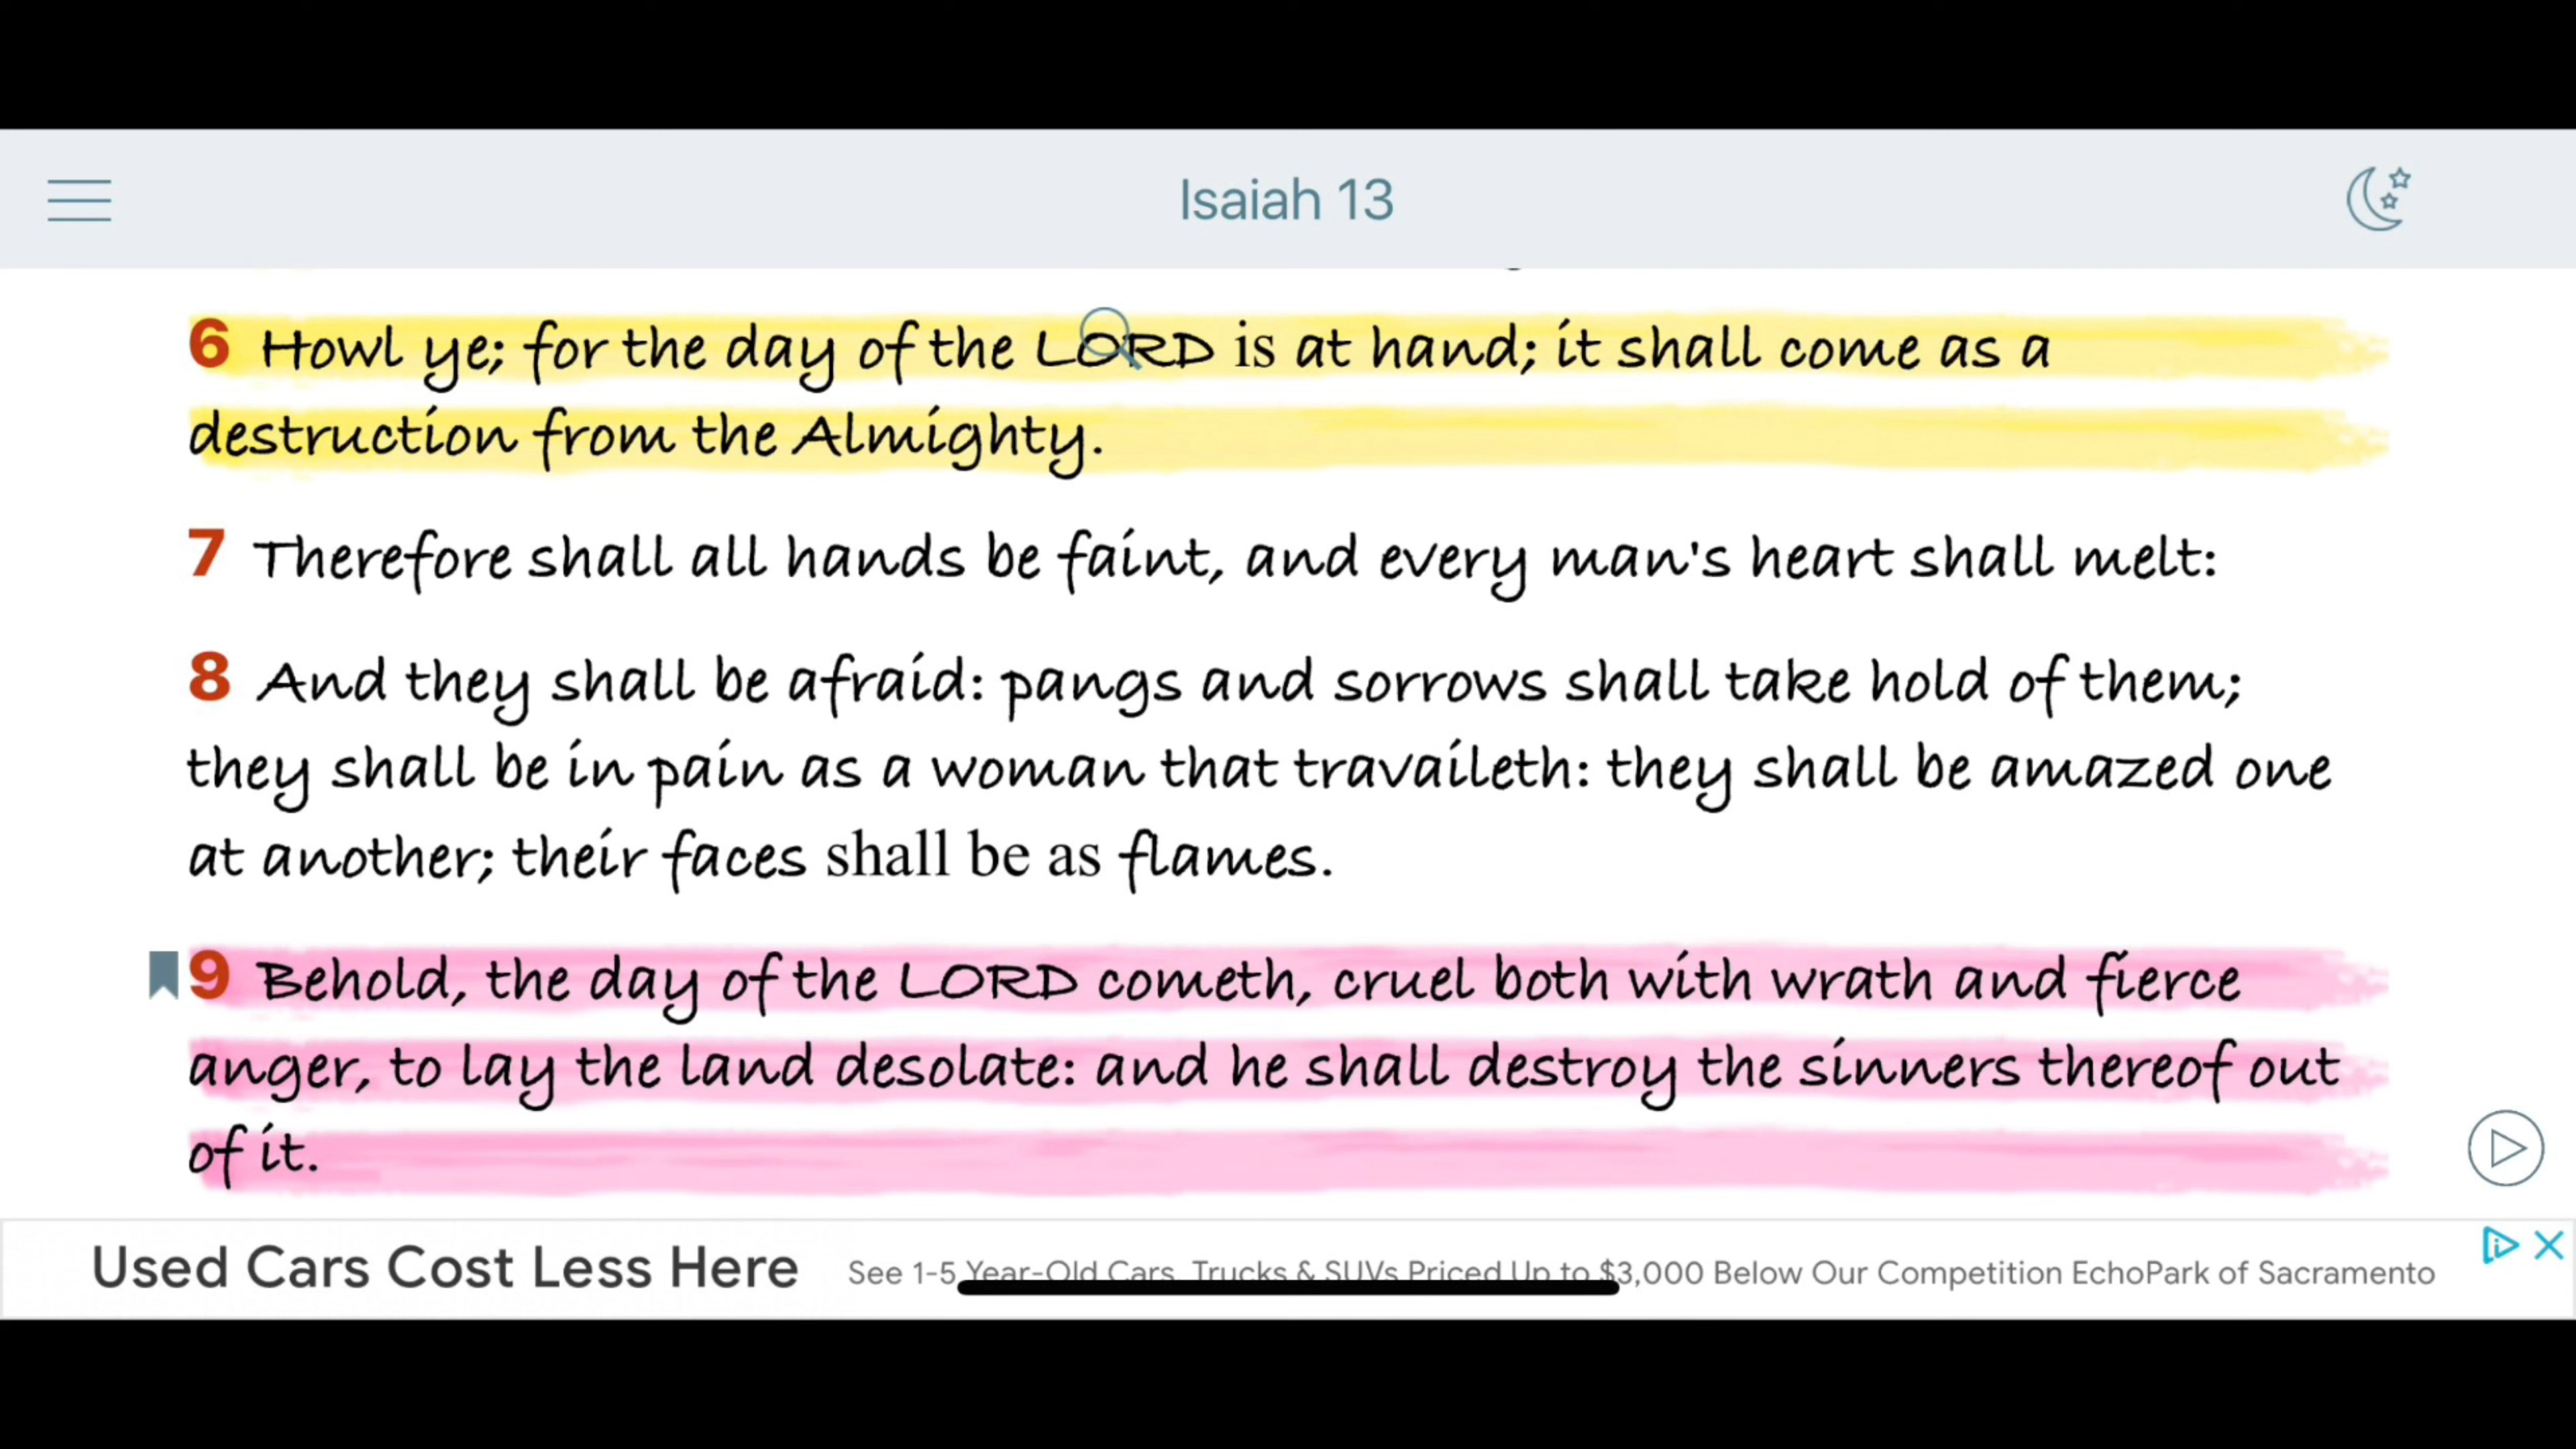 Isaiah 13
6 Howl ye; for the day of the LORD is at hand; it shall come as a
destruction from the Almighty.
7 Therefore shall all hands be faint, and every man's heart shall melt:
8 And they shall be afraid: pangs and sorrows shall take hold of them;
they shall be in pain as a woman that travaileth: they shall be amazed one
at another; their faces shall be as flames.
9 Behold, the day of the LORD cometh, cruel both with wrath and fierce
anger, to lay the land desolate: and he shall destroy the sinners thereof out
of it.
Used Cars Cost Less Here See 1-5 Year-Old Cars, Trucks & SUVs Priced Up to $3,000 Below Our Competition EchoPark of Sacramento